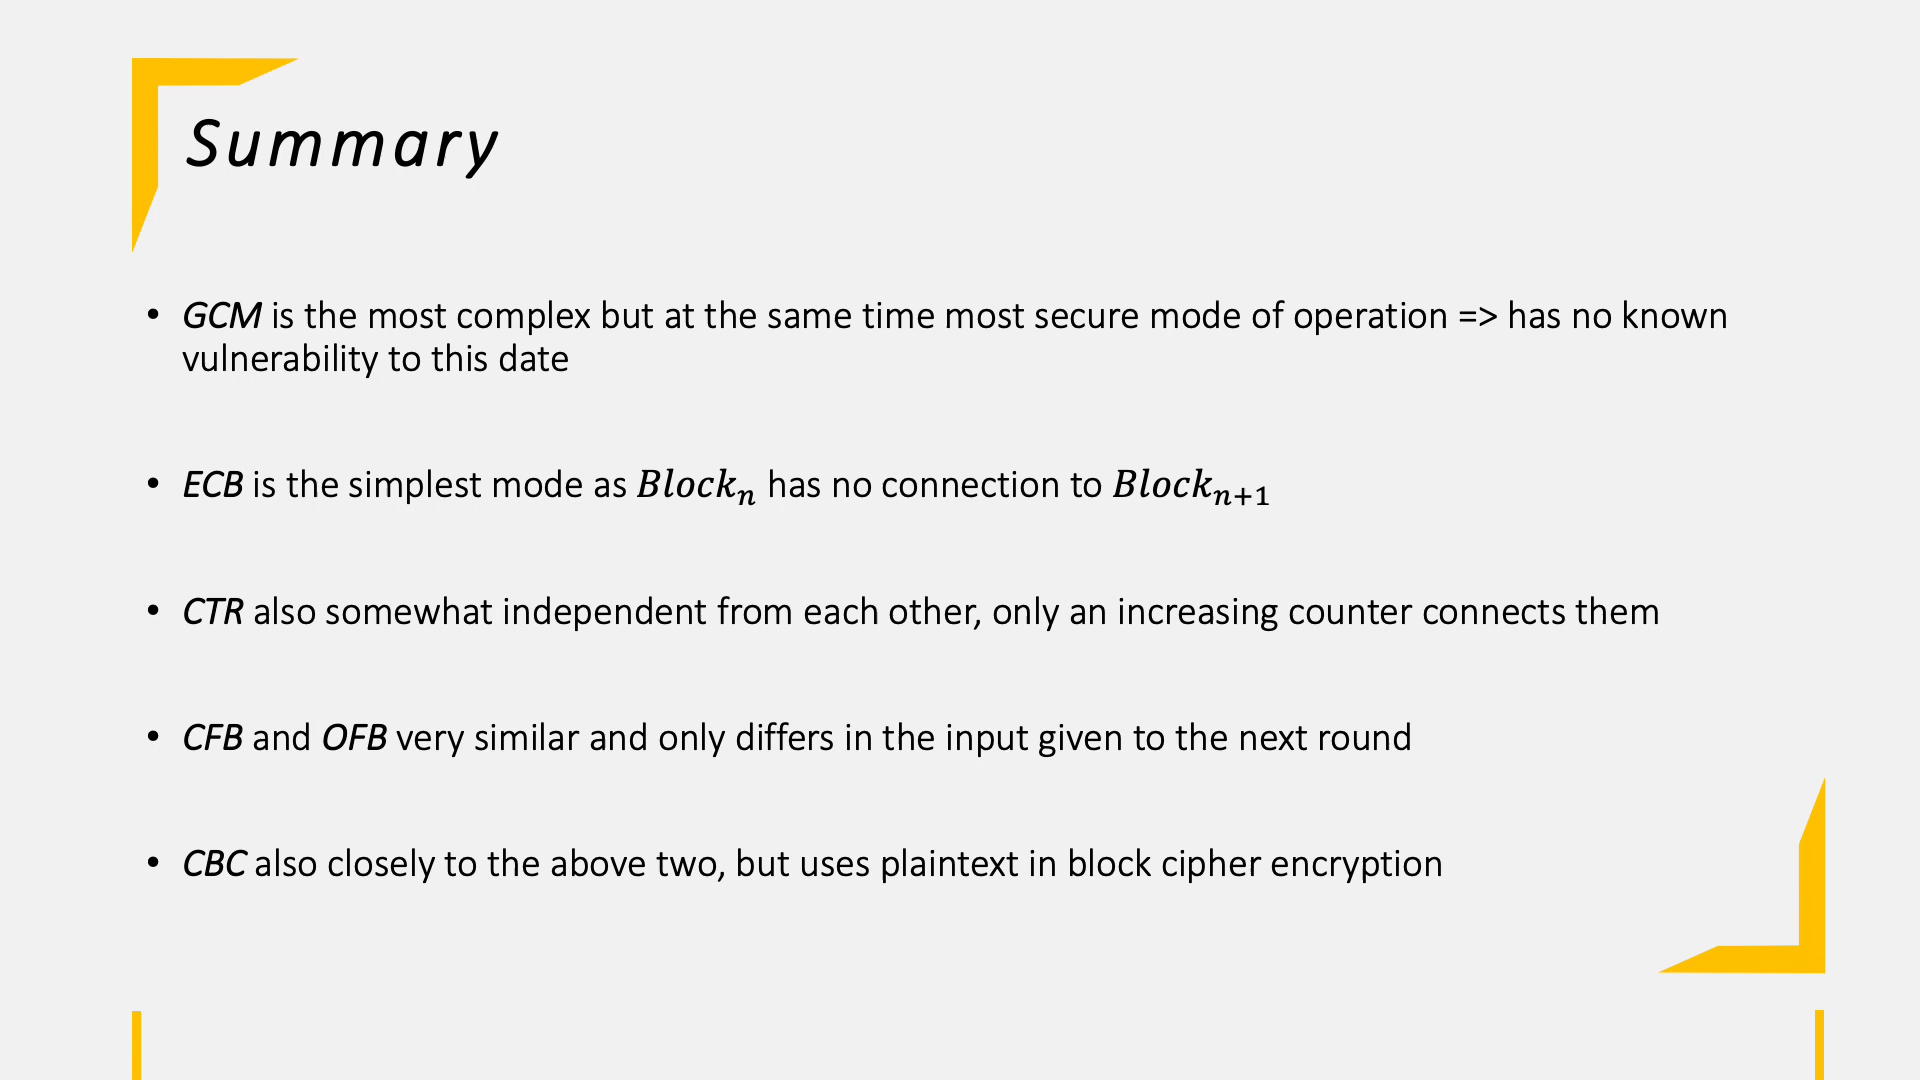 Summary
• GCM is the most complex but at the same time most secure mode of operation => has no known
vulnerability to this date
• ECB is the simplest mode as Blockₙ has no connection to Blockₙ₊₁
• CTR also somewhat independent from each other, only an increasing counter connects them
• CFB and OFB very similar and only differs in the input given to the next round
• CBC also closely to the above two, but uses plaintext in block cipher encryption